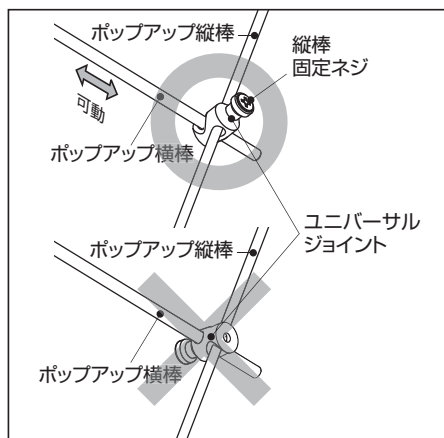 ポップアップ縦棒
縦棒
固定ネジ
可動
ポップアップ横棒
ユニバーサル
ジョイント
ポップアップ縦棒
ポップアップ横棒